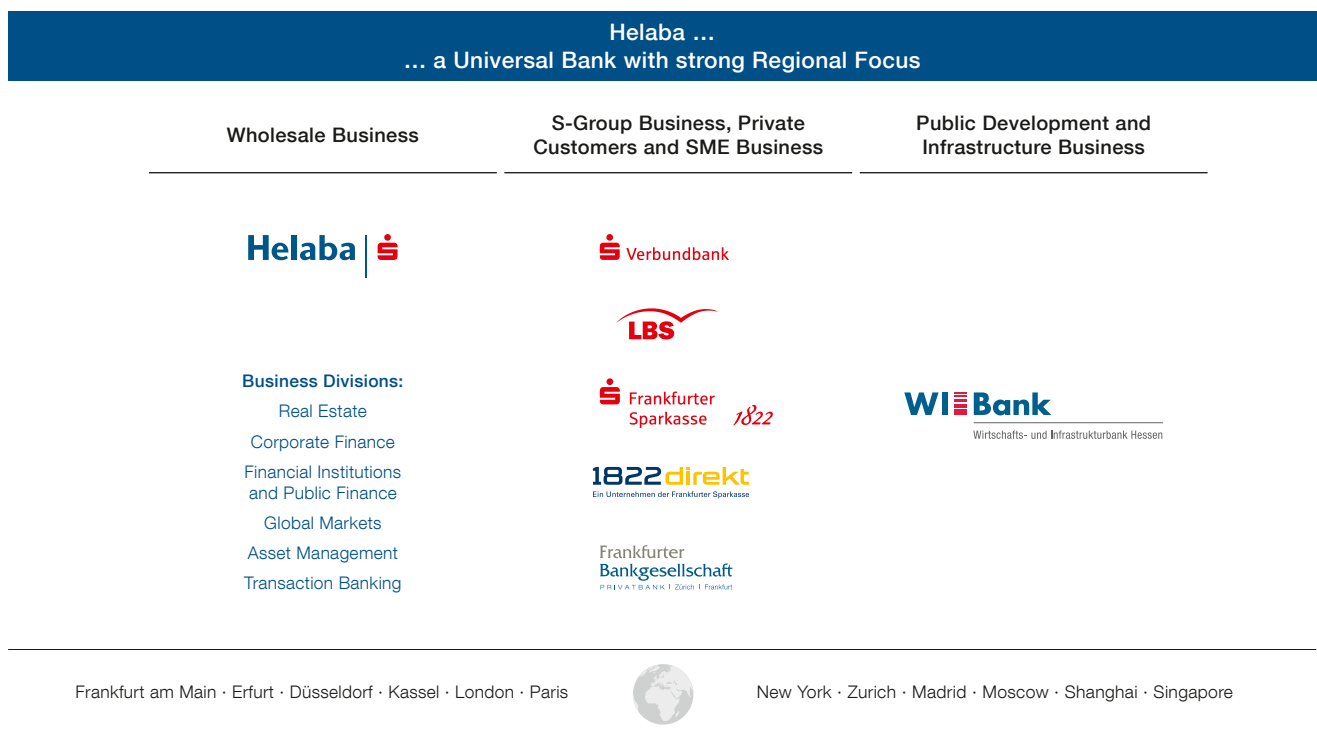 Helaba …
… a Universal Bank with strong Regional Focus
Wholesale Business
S-Group Business, Private
Customers and SME Business
Public Development and
Infrastructure Business
Helaba
Verbundbank
LBS
Business Divisions:
Real Estate
Corporate Finance
Financial Institutions
and Public Finance
Global Markets
Asset Management
Transaction Banking
Frankfurter
Sparkasse 1822
1822direkt
Ein Unternehmen der Frankfurter Sparkasse
Frankfurter
Bankgesellschaft
PRIVATBANK I Zürich I Frankfurt
WIBank
Wirtschafts- und Infrastrukturbank Hessen
Frankfurt am Main · Erfurt · Düsseldorf · Kassel · London · Paris
New York · Zurich · Madrid · Moscow · Shanghai · Singapore